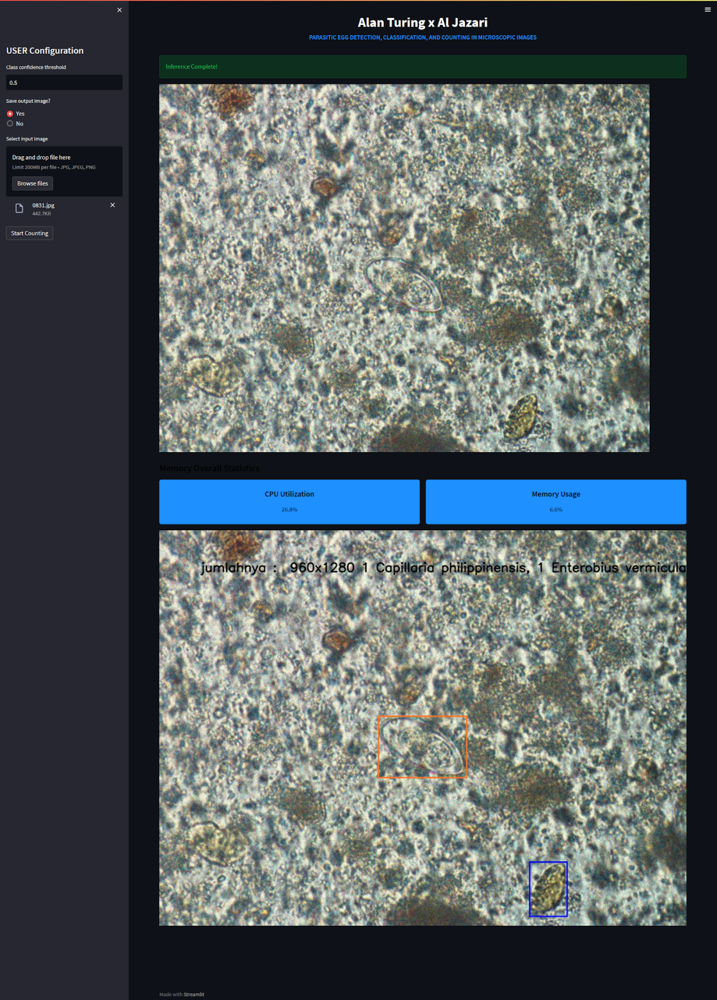 USER Configuration
Class confidence threshold
0.5
Save output image?
Yes
No
Select input image
Drag and drop file here
Limit 200MB per file • JPG, JPEG, PNG
Browse files
0831.jpg
442.7KB
Start Counting
Alan Turing x Al Jazari
PARASITIC EGG DETECTION, CLASSIFICATION, AND COUNTING IN MICROSCOPIC IMAGES
Inference Complete!
Memory Overall Statistics
CPU Utilization
26.8%
Memory Usage
6.6%
jumlahnya : 960x1280 1 Capillaria philippinensis, 1 Enterobius vermicula
Made with Streamlit